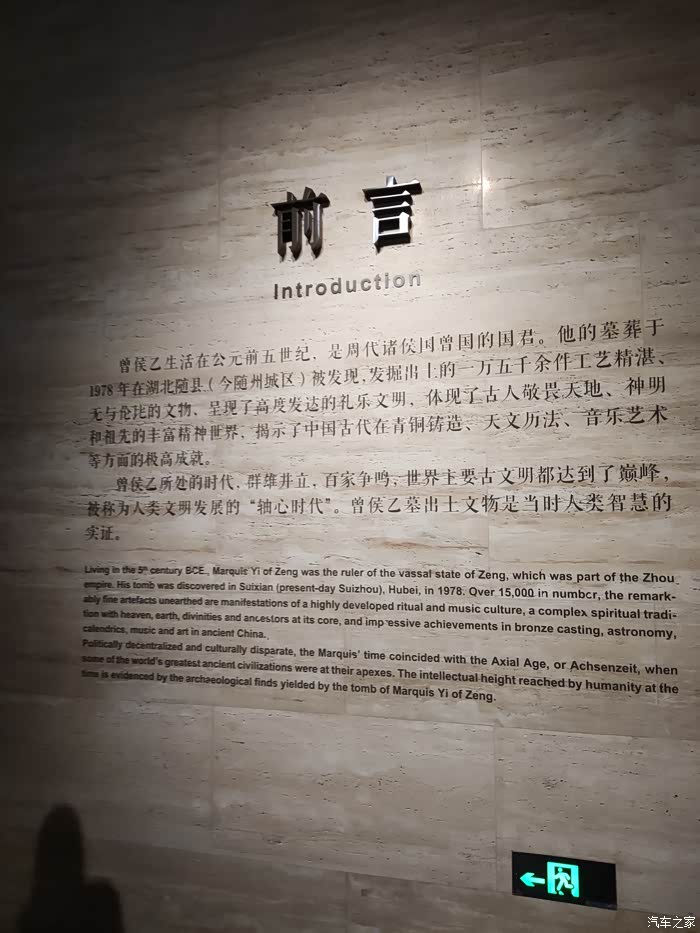 前言
Introduction
曾侯乙生活在公元前五世纪，是周代诸侯国曾国的国君。他的墓葬于
1978年在湖北随县（今随州城区）被发现，发掘出土的一万五千余件工艺精湛、
无与伦比的文物、呈现了高度发达的礼乐文明，体现了古人敬畏天地、神明
和祖先的丰富精神世界，揭示了中国古代在青铜铸造、天文历法、音乐艺术
等方面的极高成就。
曾侯乙所处的时代，群雄并立，百家争鸣，世界主要古文明都达到了巅峰，
被称为人类文明发展的“轴心时代”。曾侯乙墓出土文物是当时人类智慧的
实证。
Living in the 5th century BCE., Marquis Yi of Zeng was the ruler of the vassal state of Zeng, which was part of the Zhou
empire. His tomb was discovered in Suixian (present-day Suizhou), Hubei, in 1978. Over 15,000 in number, the remark-
ably fine artefacts unearthed are manifestations of a highly developed ritual and music culture, a complex spiritual tradi-
tion with heaven, earth, divinities and ancestors at its core, and impressive achievements in bronze casting, astronomy,
calendrics, music and art in ancient China.
Politically decentralized and culturally disparate, the Marquis' time coincided with the Axial Age, or Achsenzeit, when
some of the world's greatest ancient civilizations were at their apexes. The intellectual height reached by humanity at the
time is evidenced by the archaeological finds yielded by the tomb of Marquis Yi of Zeng.
汽车之家